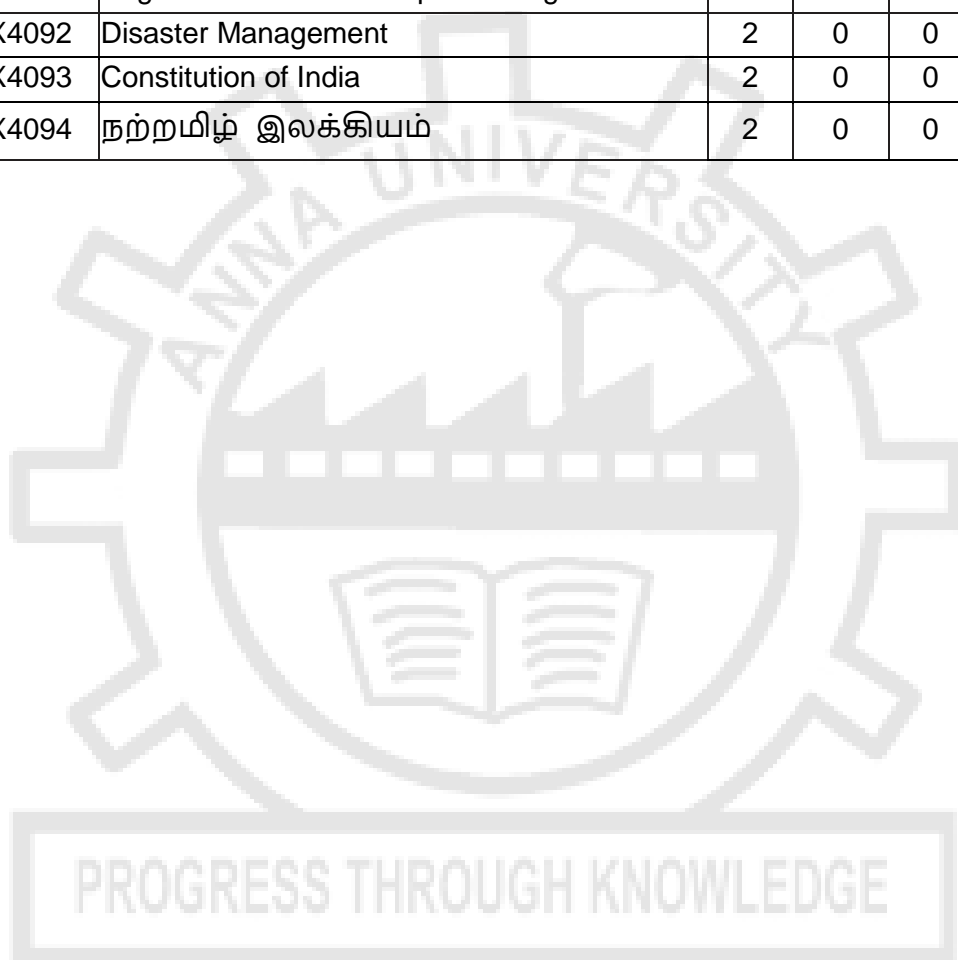 X4092 Disaster Management 2 0 0
X4093 Constitution of India 2 0 0
X4094 நற்றமிழ் இலக்கியம் 2 0 0
ANNA UNIVERSITY
PROGRESS THROUGH KNOWLEDGE